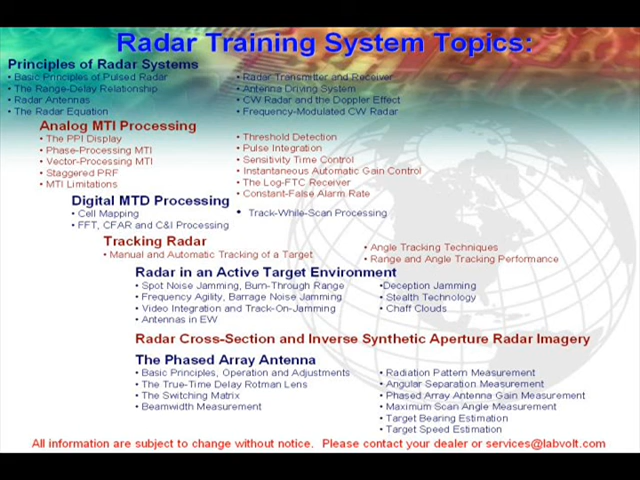 Radar Training System Topics:
Principles of Radar Systems
• Basic Principles of Pulsed Radar
• The Range-Delay Relationship
• Radar Antennas
• The Radar Equation
• Radar Transmitter and Receiver
• Antenna Driving System
• CW Radar and the Doppler Effect
• Frequency-Modulated CW Radar
Analog MTI Processing
• The PPI Display
• Phase-Processing MTI
• Vector-Processing MTI
• Staggered PRF
• MTI Limitations
• Threshold Detection
• Pulse Integration
• Sensitivity Time Control
• Instantaneous Automatic Gain Control
• The Log-FTC Receiver
• Constant-False Alarm Rate
Digital MTD Processing
• Cell Mapping
• FFT, CFAR and C&I Processing
• Track-While-Scan Processing
Tracking Radar
• Manual and Automatic Tracking of a Target
• Angle Tracking Techniques
• Range and Angle Tracking Performance
Radar in an Active Target Environment
• Spot Noise Jamming, Burn-Through Range
• Frequency Agility, Barrage Noise Jamming
• Video Integration and Track-On-Jamming
• Antennas in EW
•Deception Jamming
• Stealth Technology
• Chaff Clouds
Radar Cross-Section and Inverse Synthetic Aperture Radar Imagery
The Phased Array Antenna
• Basic Principles, Operation and Adjustments
• The True-Time Delay Rotman Lens
• The Switching Matrix
• Beamwidth Measurement
• Radiation Pattern Measurement
• Angular Separation Measurement
• Phased Array Antenna Gain Measurement
• Maximum Scan Angle Measurement
• Target Bearing Estimation
• Target Speed Estimation
All information are subject to change without notice. Please contact your dealer or services@labvolt.com